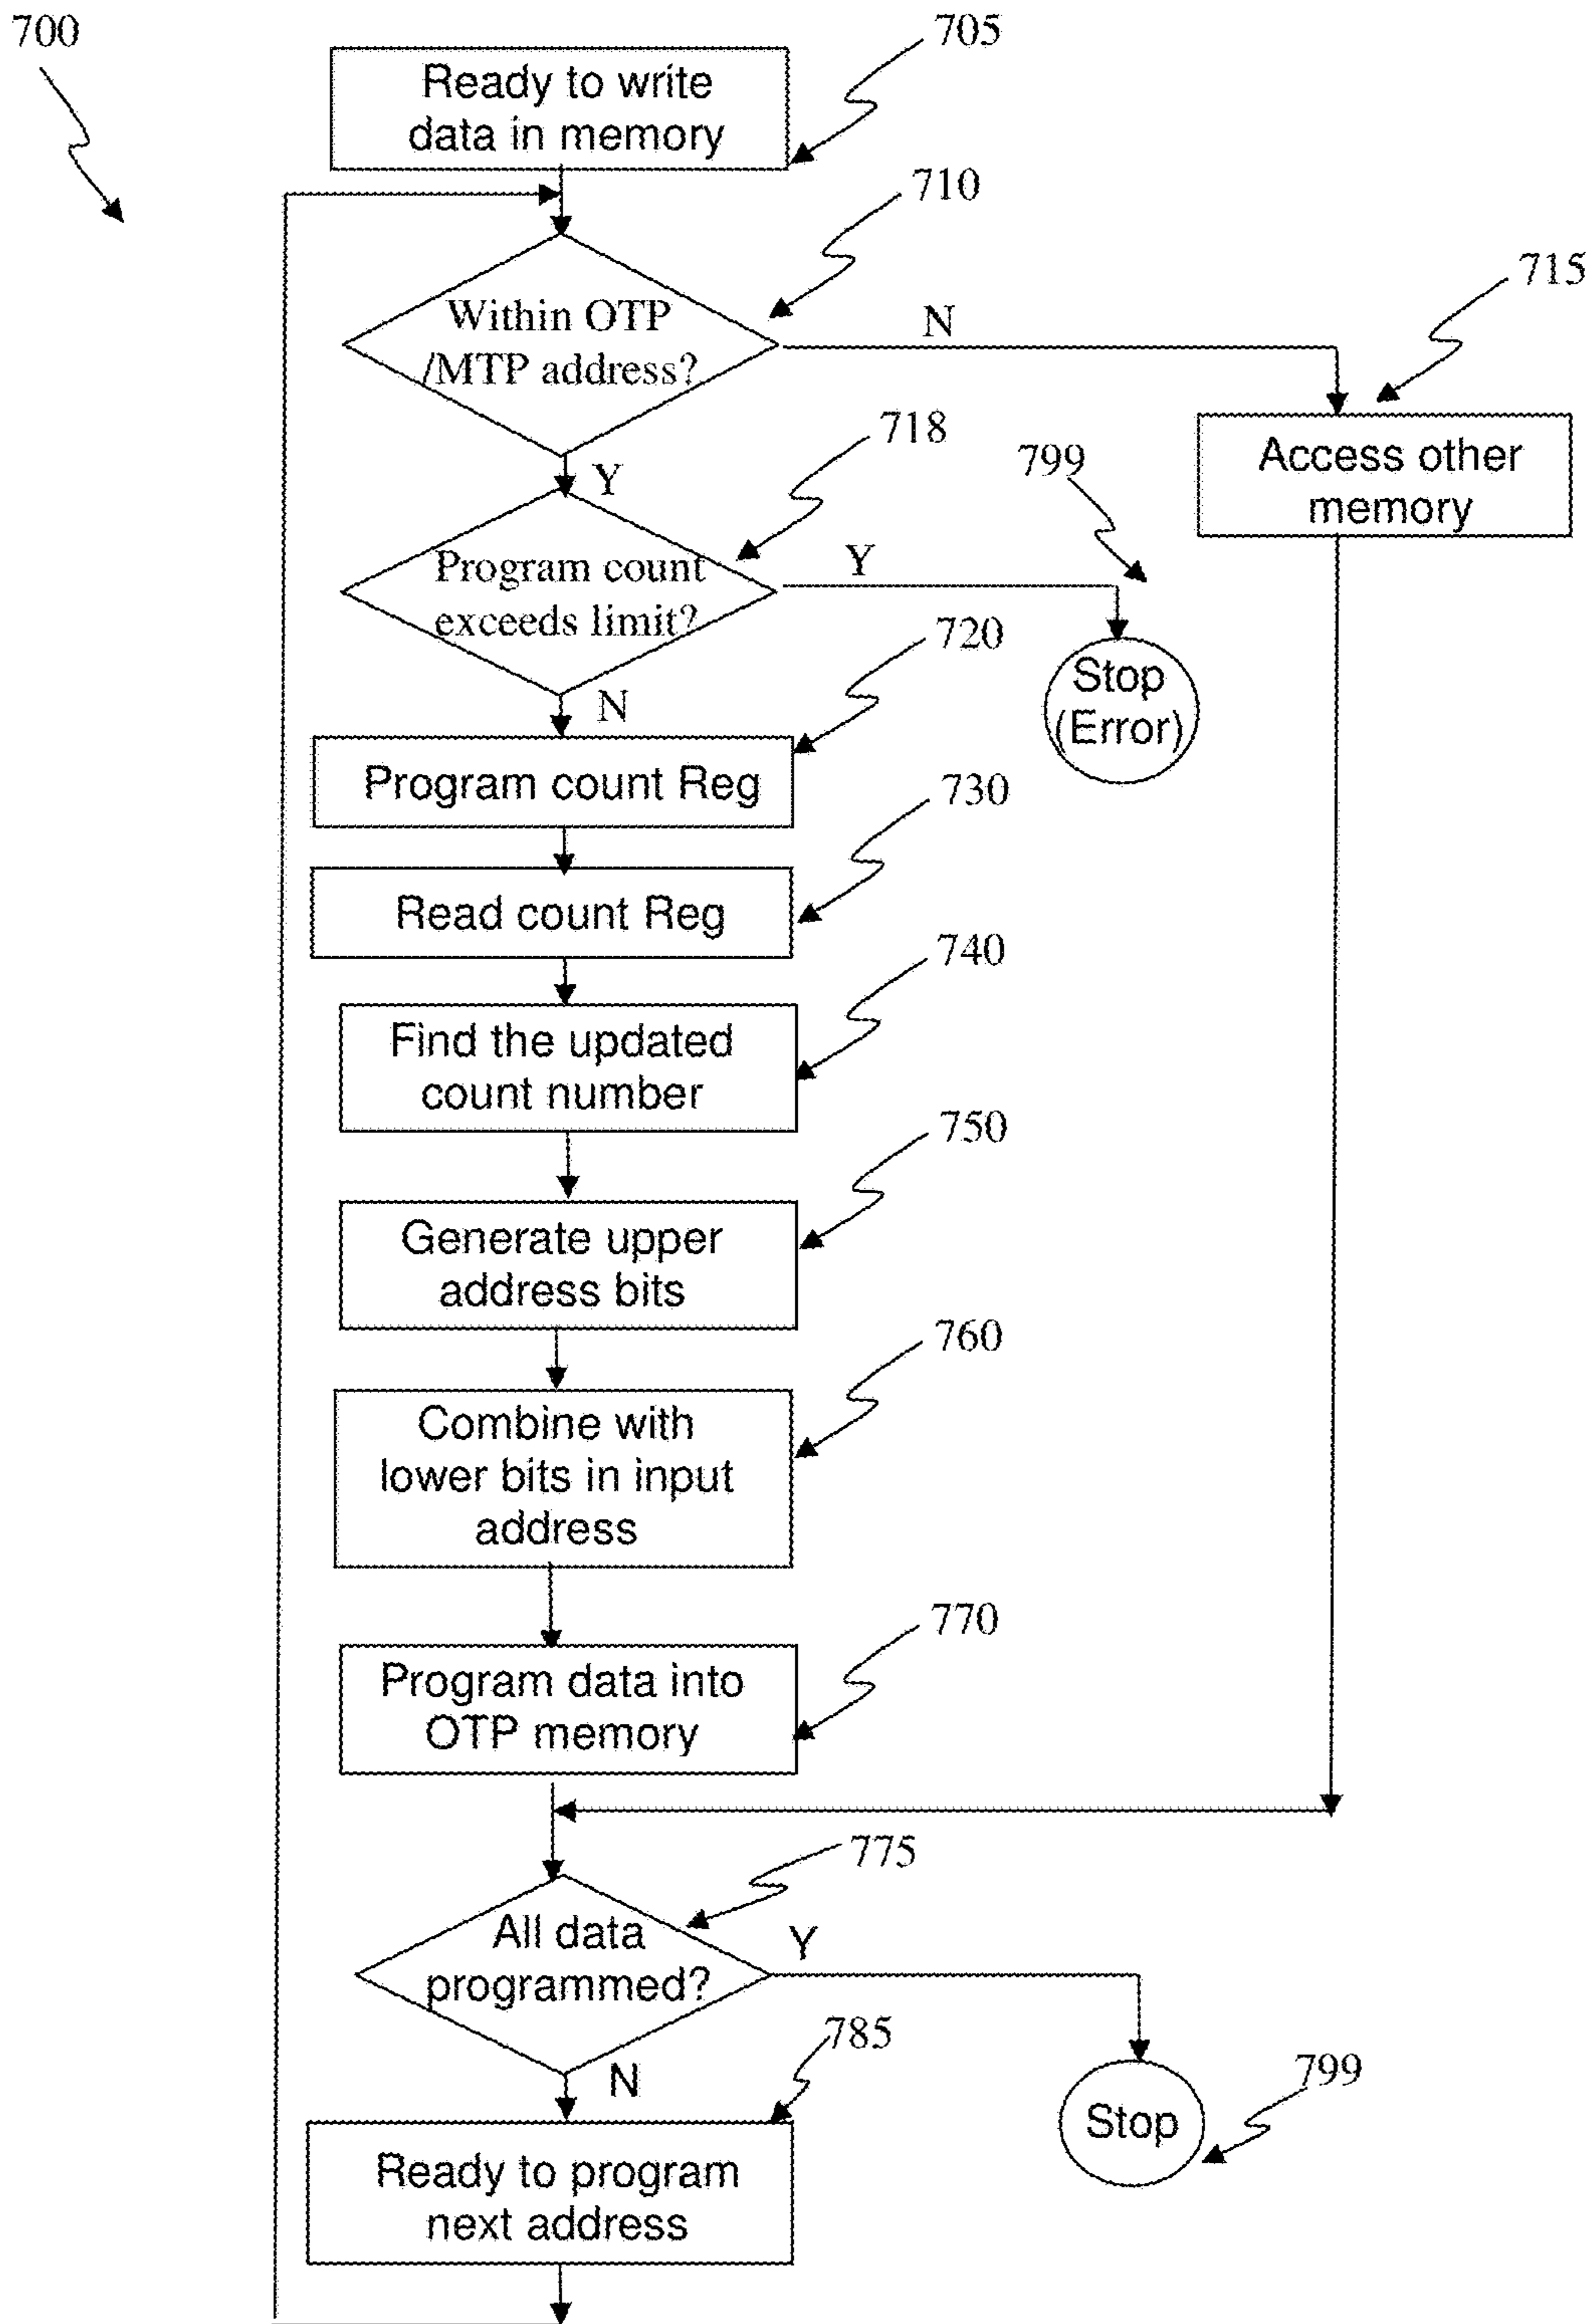 700
705
Ready to write
data in memory
710
Within OTP
/MTP address?
N
715
Access other
memory
Y
718
Program count
exceeds limit?
Y
799
Stop
(Error)
N
720
Program count Reg
730
Read count Reg
740
Find the updated
count number
750
Generate upper
address bits
760
Combine with
lower bits in input
address
770
Program data into
OTP memory
775
All data
programmed?
Y
799
Stop
N
785
Ready to program
next address